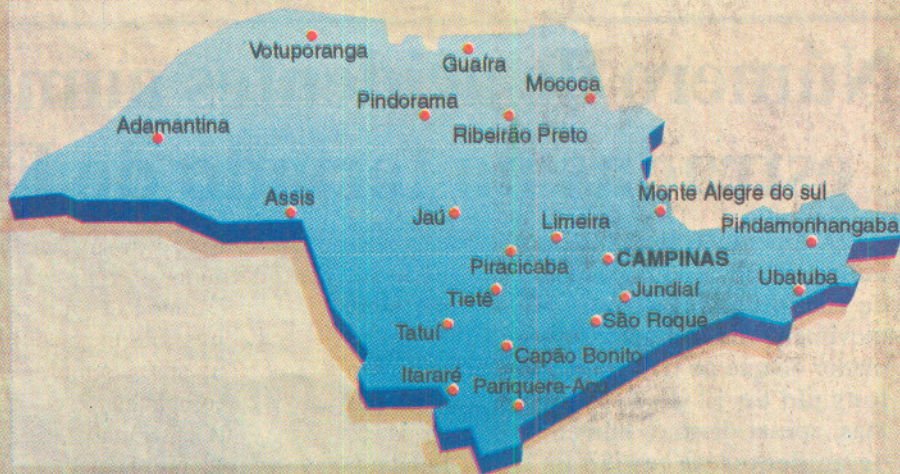 Votuporanga
Guaíra
Mococa
Pindorama
Ribeirão Preto
Adamantina
Assis
Monte Alegre do sul
Jaú
Limeira
Pindamonhangaba
Piracicaba
CAMPINAS
Ubatuba
Tietê
Jundiaí
Tatuí
São Roque
Capão Bonito
Itararé
Pariquera-Açu